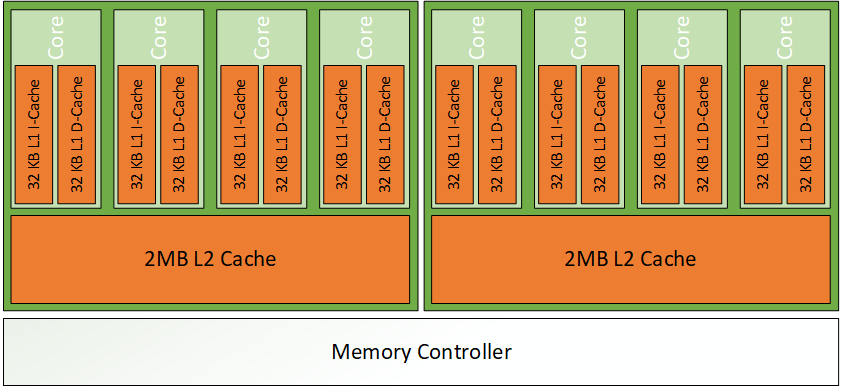 Core
Core
Core
Core
Core
Core
Core
Core
32 KB L1 I-Cache
32 KB L1 D-Cache
32 KB L1 I-Cache
32 KB L1 D-Cache
32 KB L1 I-Cache
32 KB L1 D-Cache
32 KB L1 I-Cache
32 KB L1 D-Cache
32 KB L1 I-Cache
32 KB L1 D-Cache
32 KB L1 I-Cache
32 KB L1 D-Cache
32 KB L1 I-Cache
32 KB L1 D-Cache
32 KB L1 I-Cache
32 KB L1 D-Cache
2MB L2 Cache
2MB L2 Cache
Memory Controller